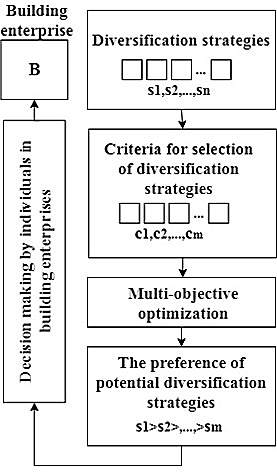 Building
enterprise
B
Decision making by individuals in
building enterprises
Diversification strategies
...
s1,s2,...,sn
Criteria for selection
of diversification
strategies
...
c1,c2,...,cm
Multi-objective
optimization
The preference of
potential diversification
strategies
s1>s2>,...,>sm